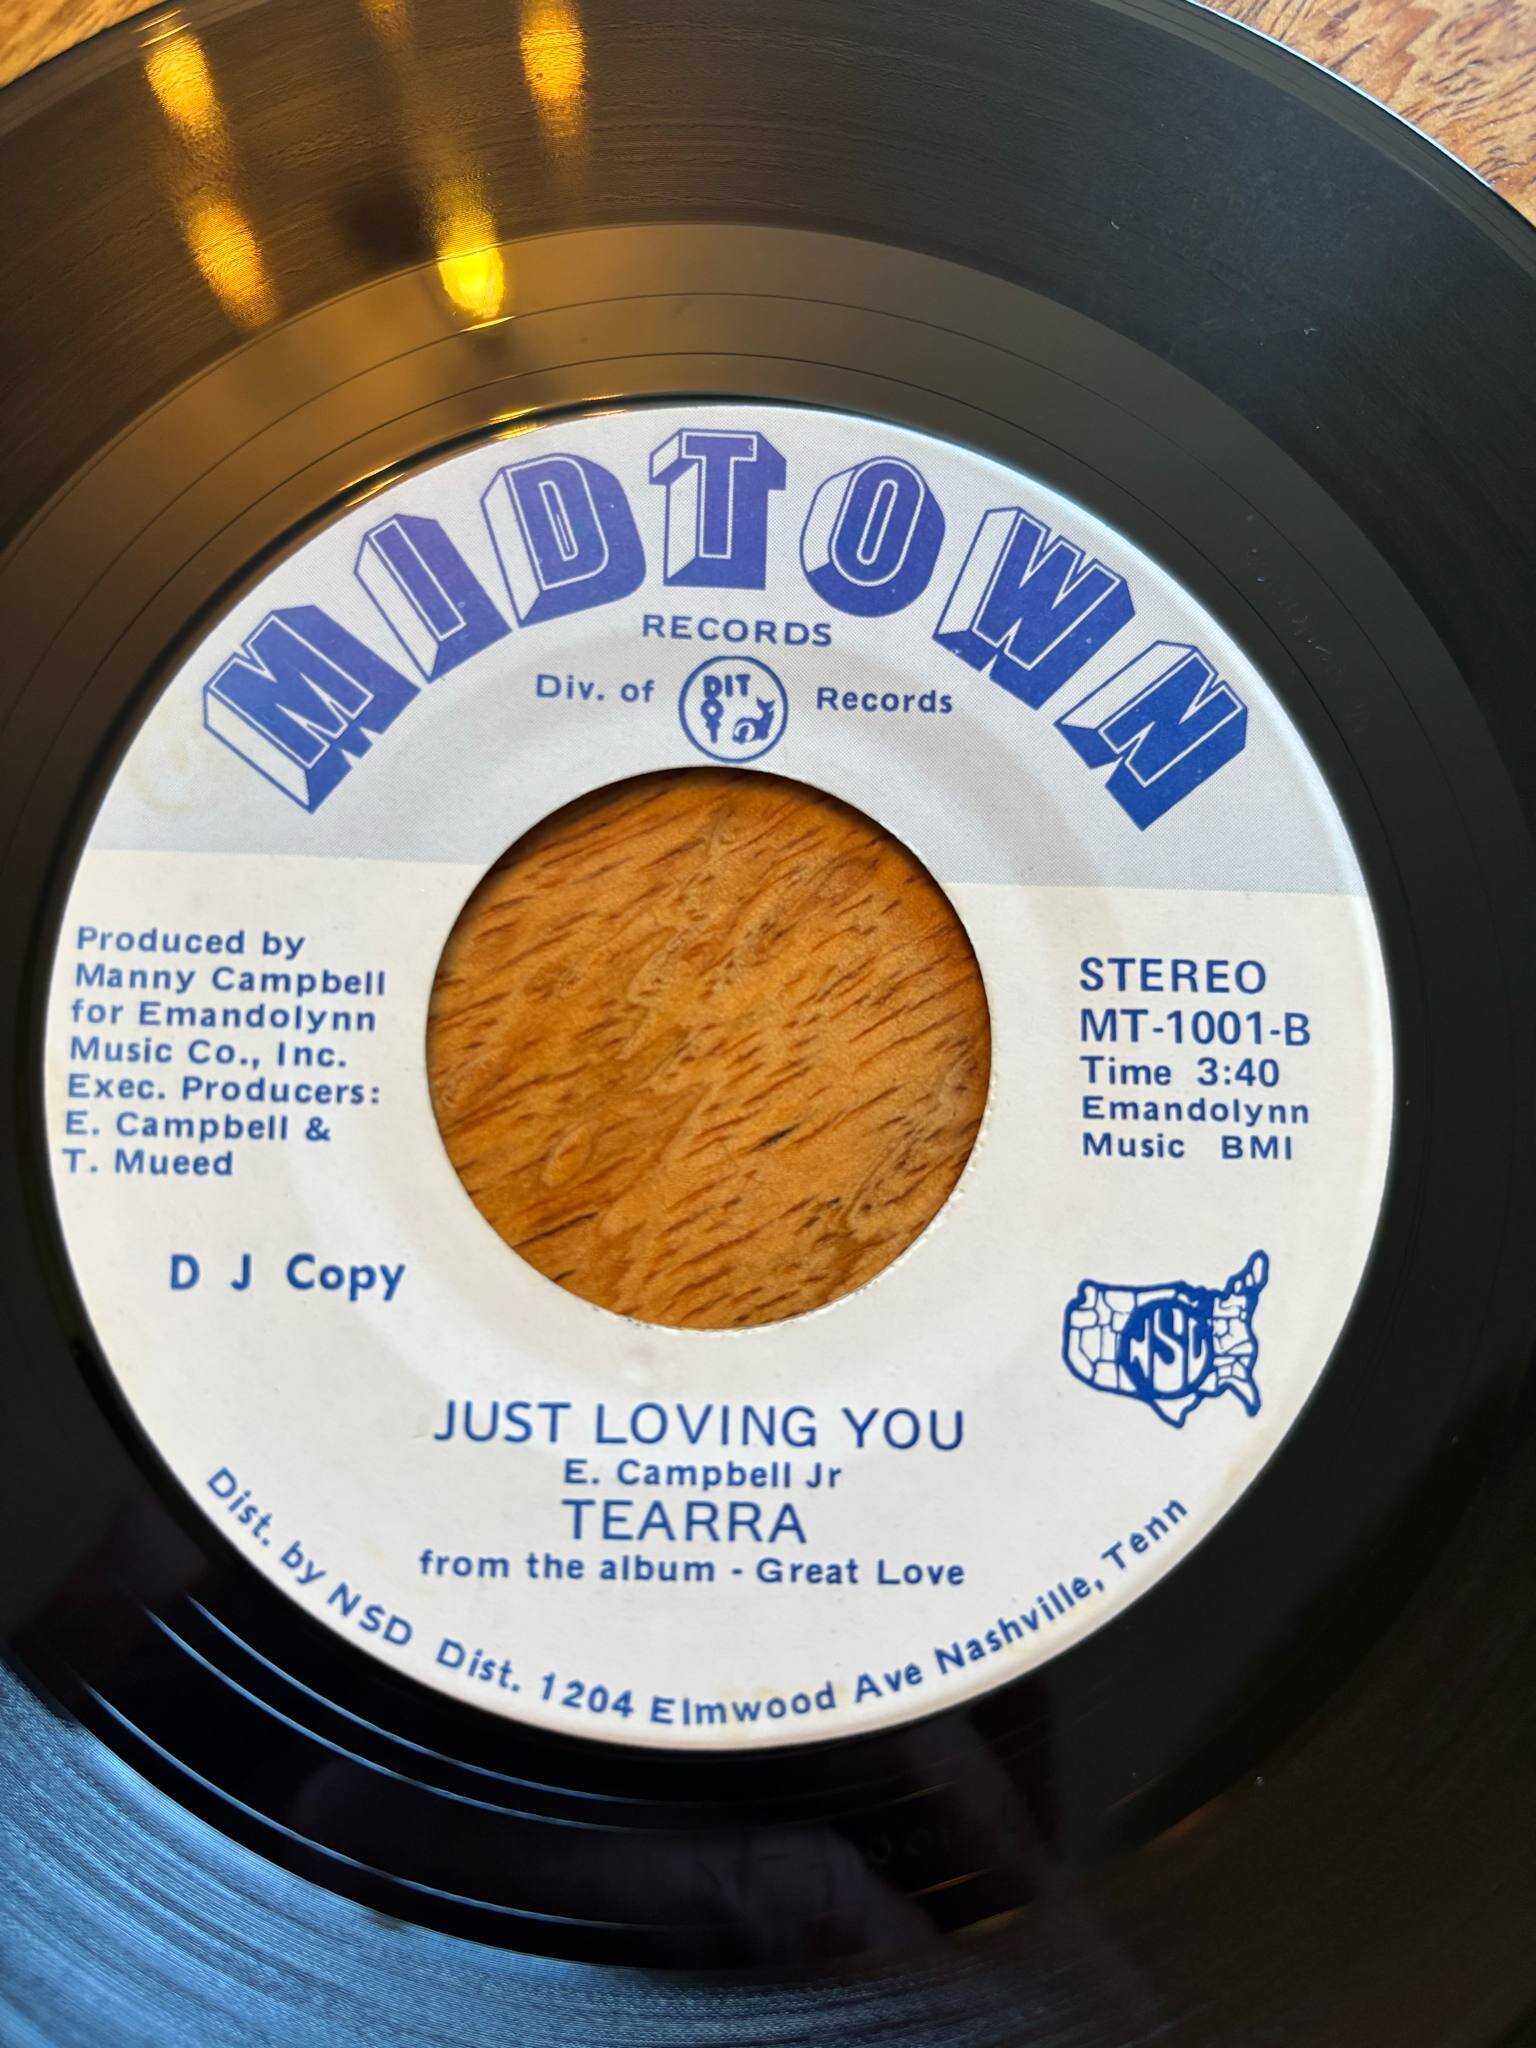 MIDTOWN
RECORDS
Div. of DIT Records
Produced by
Manny Campbell
for Emandolynn
Music Co., Inc.
Exec. Producers:
E. Campbell &
T. Mueed
D J Copy
STEREO
MT-1001-B
Time 3:40
Emandolynn
Music BMI
JUST LOVING YOU
E. Campbell Jr
TEARRA
from the album - Great Love
Dist. by NSD Dist. 1204 Elmwood Ave Nashville, Tenn